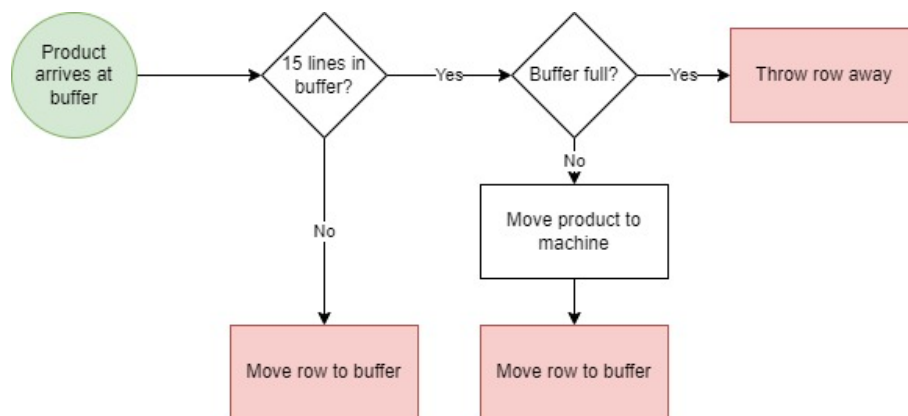 Product
arrives at
buffer
15 lines in
buffer?
Yes
Buffer full?
Yes
Throw row away
No
Move product to
machine
No
Move row to buffer
Move row to buffer